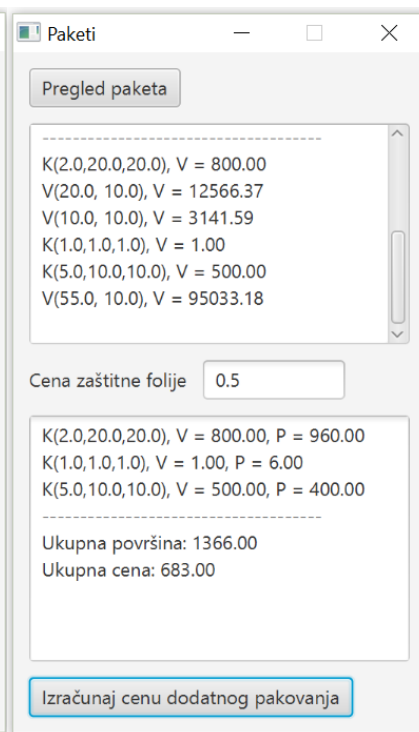 Paketi
Pregled paketa
-------------------------------------
K(2.0,20.0,20.0), V = 800.00
V(20.0, 10.0), V = 12566.37
V(10.0, 10.0), V = 3141.59
K(1.0,1.0,1.0), V = 1.00
K(5.0,10.0,10.0), V = 500.00
V(55.0, 10.0), V = 95033.18
Cena zaštitne folije 0.5
K(2.0,20.0,20.0), V = 800.00, P = 960.00
K(1.0,1.0,1.0), V = 1.00, P = 6.00
K(5.0,10.0,10.0), V = 500.00, P = 400.00
-------------------------------------
Ukupna površina: 1366.00
Ukupna cena: 683.00
Izračunaj cenu dodatnog pakovanja